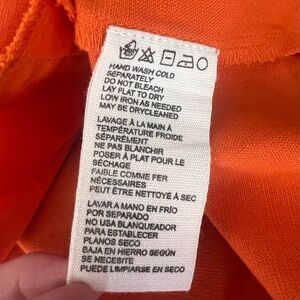 HAND WASH COLD
SEPARATELY
DO NOT BLEACH
LAY FLAT TO DRY
LOW IRON AS NEEDED
MAY BE DRYCLEANED
LAVAGE À LA MAIN À
TEMPÉRATURE FROIDE
SÉPARÉMENT
NE PAS BLANCHIR
POSER À PLAT POUR LE
SÉCHAGE
FAIBLE COMME FER
NÉCESSAIRES
PEUT ÊTRE NETTOYÉ À SEC
LAVAR A MANO EN FRÍO
POR SEPARADO
NO USA BLANQUEADOR
PARA ESTABLECER
PLANOS SECO
BAJA EN HIERRO SEGÚN
SE NECESITE
PUEDE LIMPIARSE EN SECO